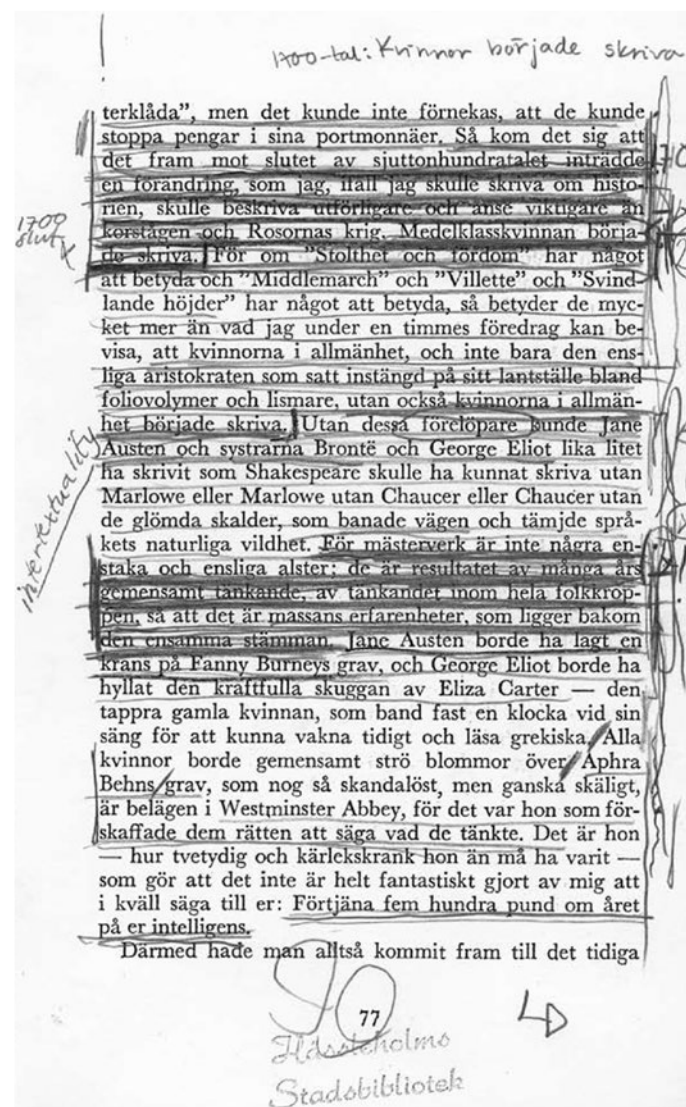 1700-tal: Kvinnor började skriva
terklåda”, men det kunde inte förnekas, att de kunde
stoppa pengar i sina portmonnäer. Så kom det sig att
det fram mot slutet av sjuttonhundratalet inträdde
en förändring, som jag, ifall jag skulle skriva om histo-
rien, skulle beskriva utförligare och anse viktigare än
korstågen och Rosornas krig. Medelklasskvinnan börja-
de skriva. För om ”Stolthet och fördom” har något
att betyda och ”Middlemarch” och ”Villette” och ”Svind-
lande höjder” har något att betyda, så betyder de myc-
ket mer än vad jag under en timmes föredrag kan be-
visa, att kvinnorna i allmänhet, och inte bara den ens-
liga aristokraten som satt instängd på sitt lantställe bland
foliovolymer och lismare, utan också kvinnorna i allmän-
het började skriva. Utan dessa förelöpare kunde Jane
Austen och systrarna Brontë och George Eliot lika litet
ha skrivit som Shakespeare skulle ha kunnat skriva utan
Marlowe eller Marlowe utan Chaucer eller Chaucer utan
de glömda skalder, som banade vägen och tämjde språ-
kets naturliga vildhet. För mästerverk är inte några en-
staka och ensliga alster; de är resultatet av många års
gemensamt tänkande, av tänkandet inom hela folkkrop-
pen, så att det är massans erfarenheter, som ligger bakom
den ensamma stämman. Jane Austen borde ha lagt en
krans på Fanny Burneys grav, och George Eliot borde ha
hyllat den kraftfulla skuggan av Eliza Carter — den
tappra gamla kvinnan, som band fast en klocka vid sin
säng för att kunna vakna tidigt och läsa grekiska. Alla
kvinnor borde gemensamt strö blommor över Aphra
Behns grav, som nog så skandalöst, men ganska skäligt,
är belägen i Westminster Abbey, för det var hon som för-
skaffade dem rätten att säga vad de tänkte. Det är hon
— hur tvetydig och kärlekskrank hon än må ha varit —
som gör att det inte är helt fantastiskt gjort av mig att
i kväll säga till er: Förtjäna fem hundra pund om året
på er intelligens.
Därmed hade man alltså kommit fram till det tidiga
1700
slut
intertextuality
77
Hässleholms
Stadsbibliotek